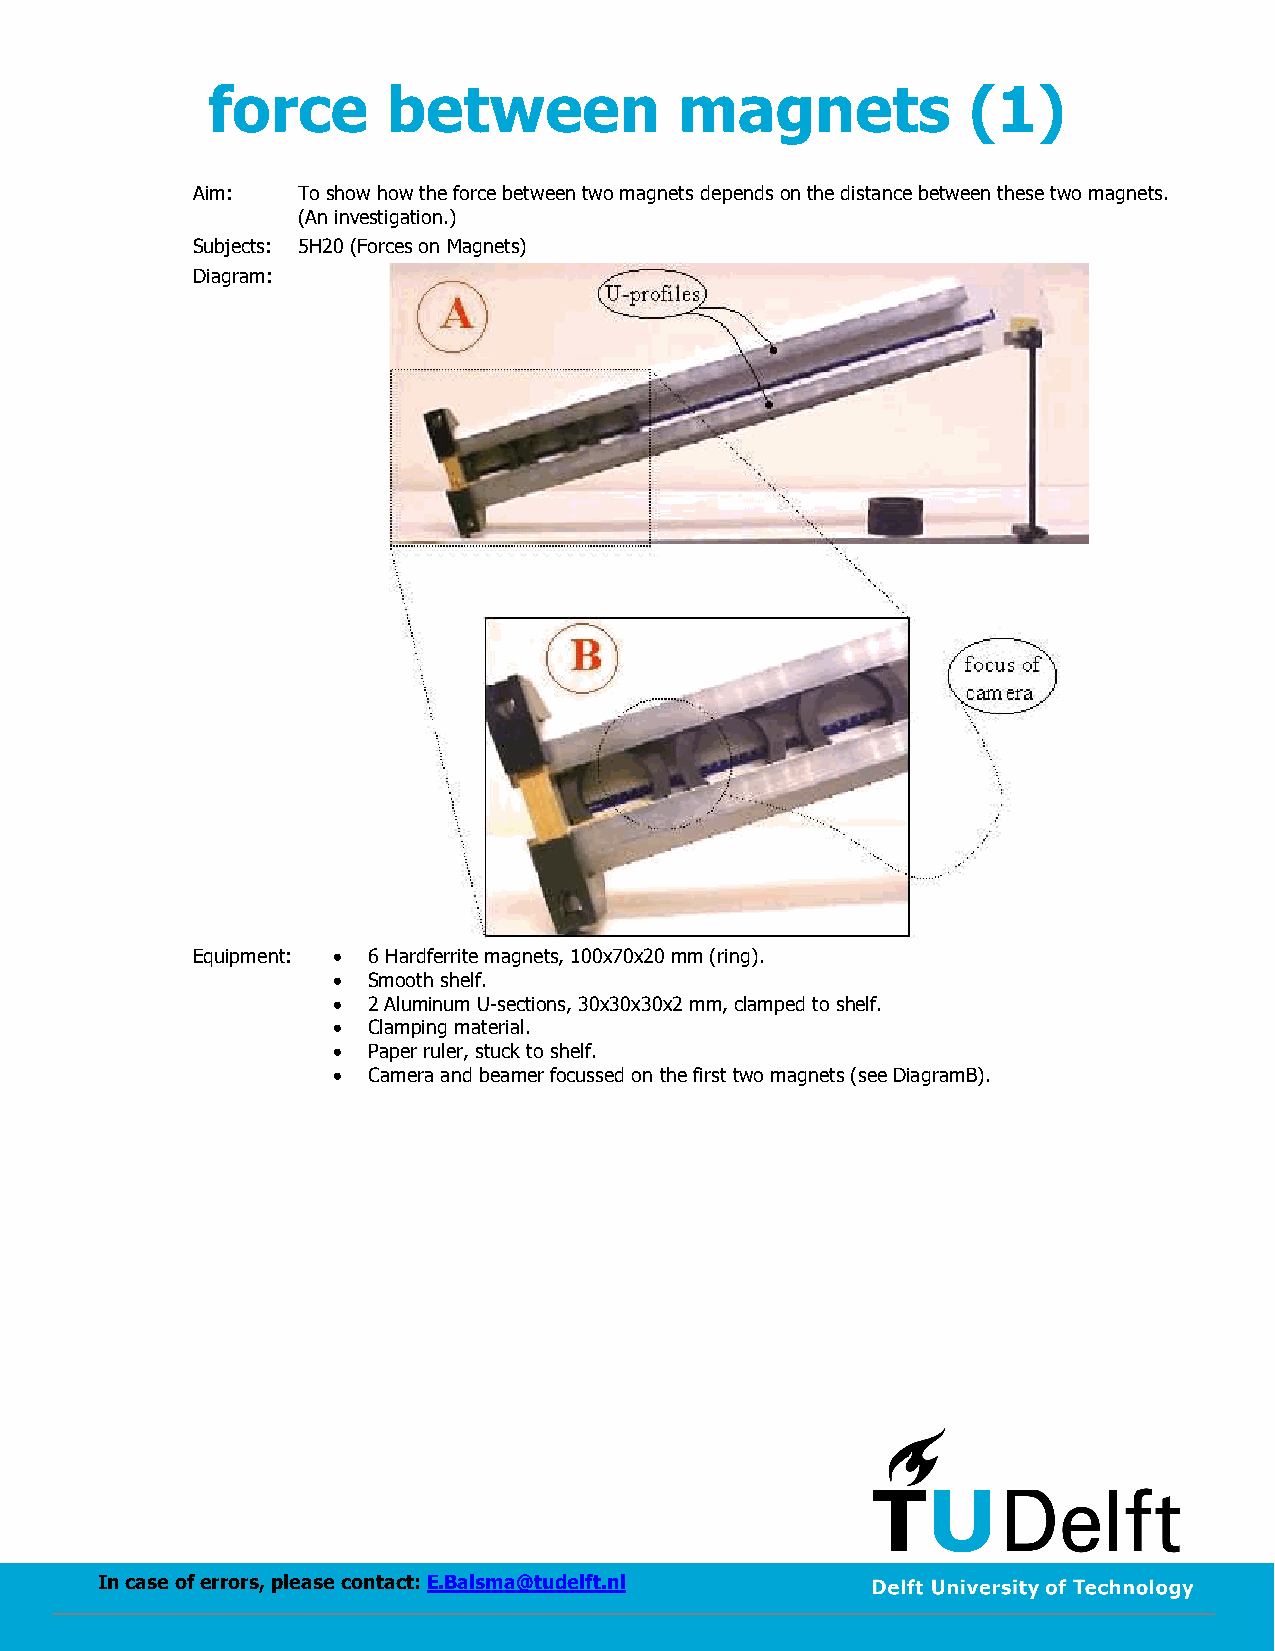 force between magnets (1)
Aim: To show how the force between two magnets depends on the distance between these two magnets.
(An investigation.)
Subjects: 5H20 (Forces on Magnets)
Diagram:
U-profiles
A
B
focus of
camera
Equipment: • 6 Hardferrite magnets, 100x70x20 mm (ring).
• Smooth shelf.
• 2 Aluminum U-sections, 30x30x30x2 mm, clamped to shelf.
• Clamping material.
• Paper ruler, stuck to shelf.
• Camera and beamer focussed on the first two magnets (see DiagramB).
TUDelft
In case of errors, please contact: E.Balsma@tudelft.nl
Delft University of Technology